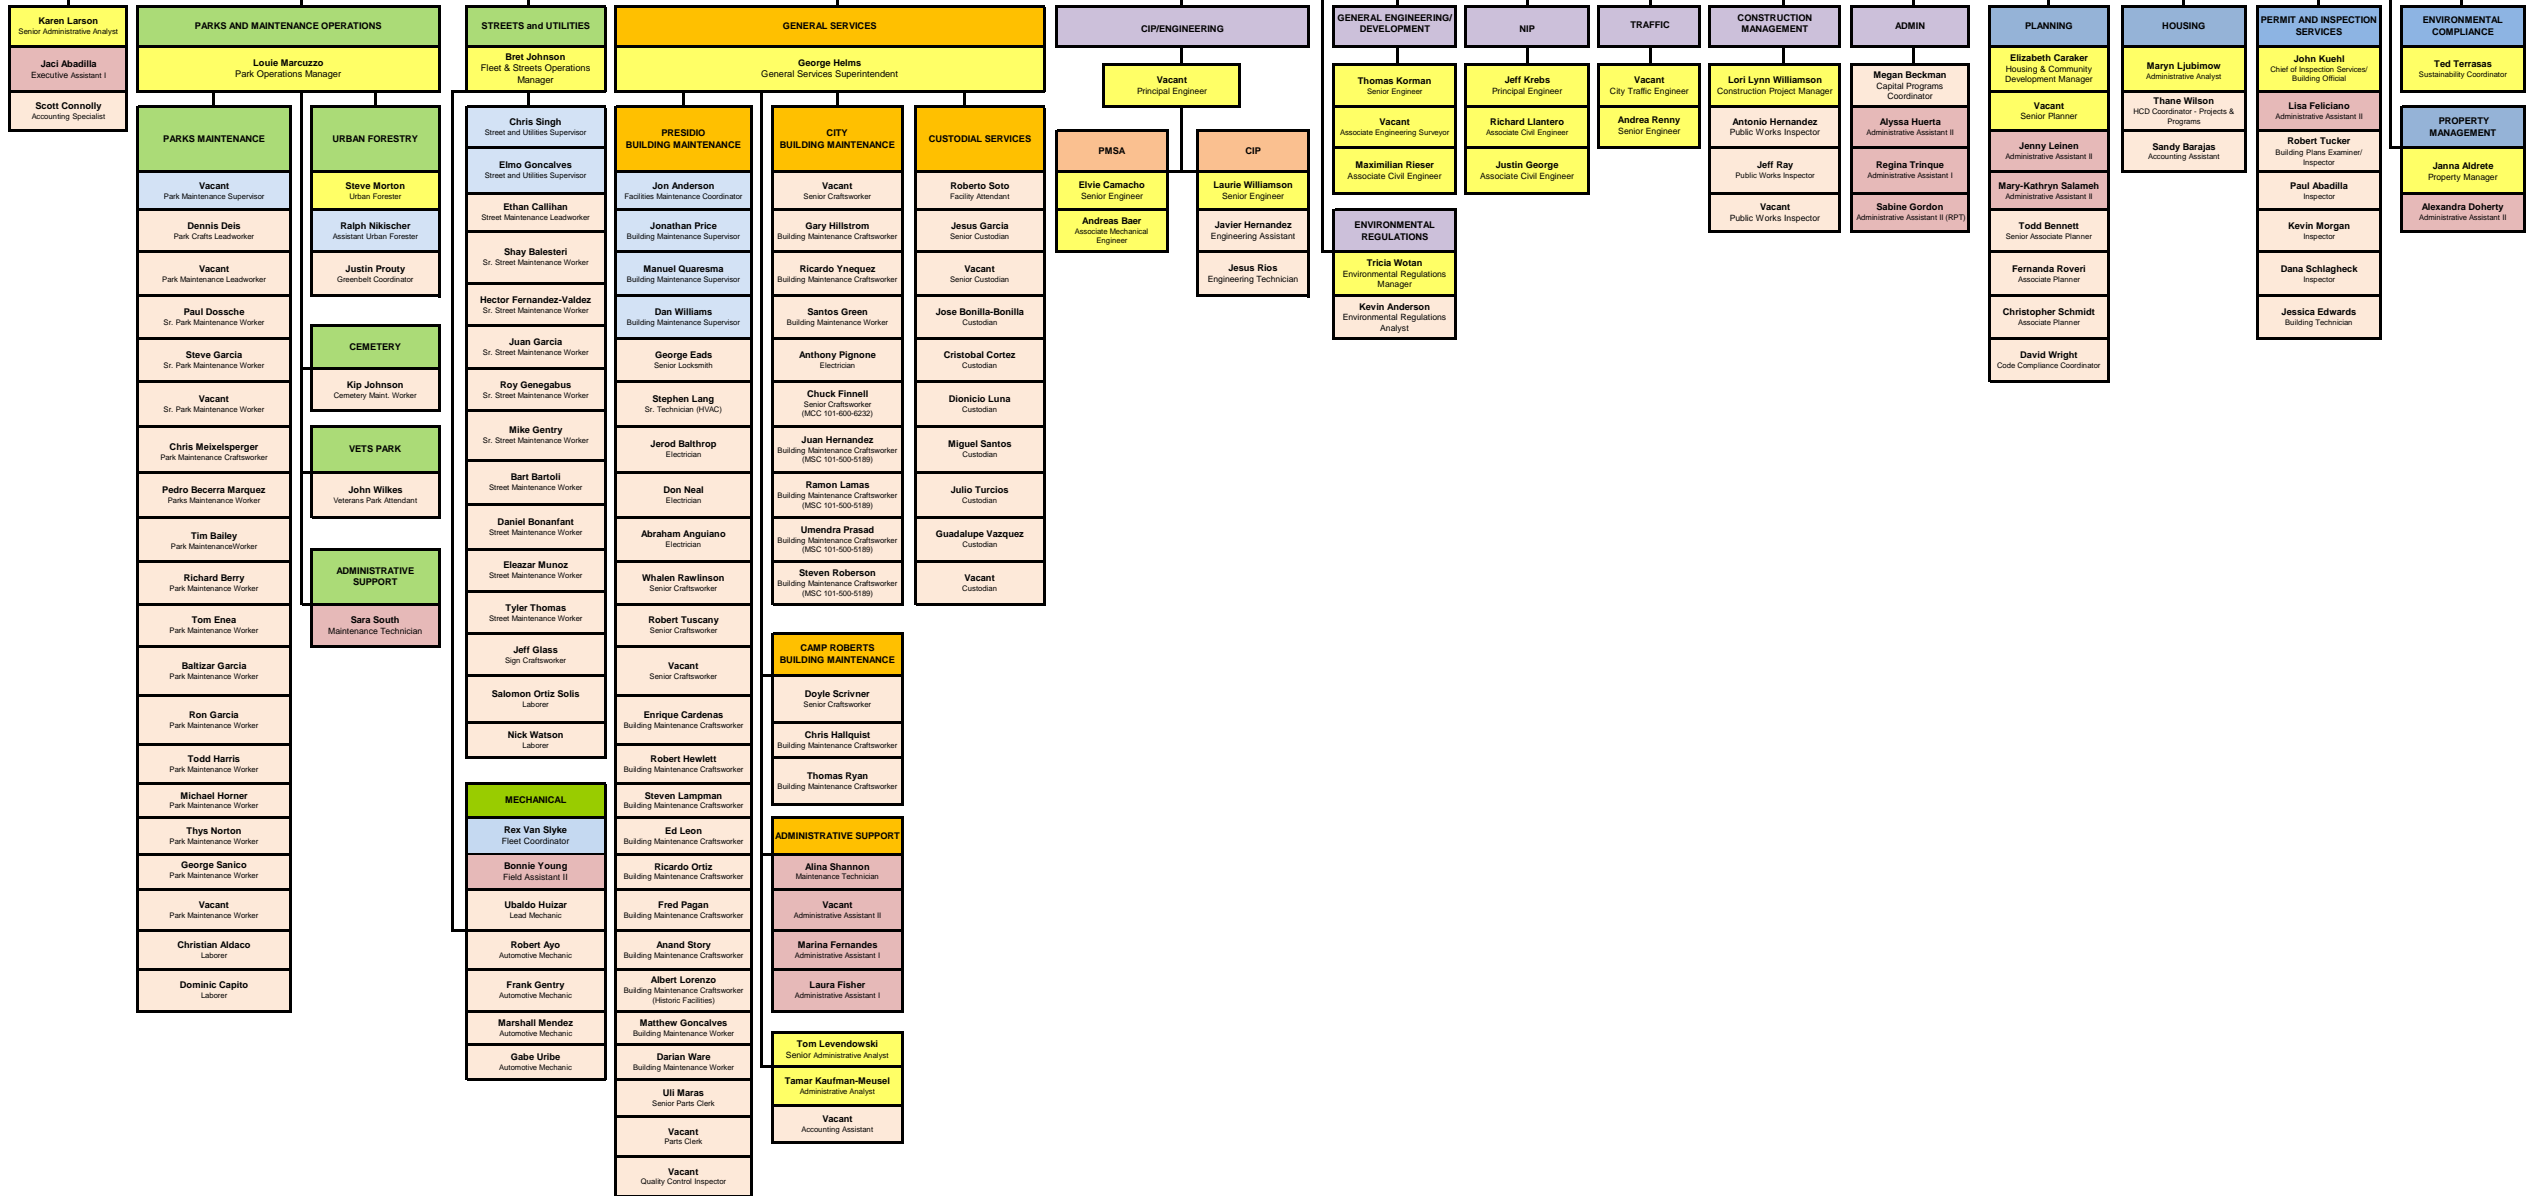 Karen Larson
Senior Administrative Analyst
Jaci Abadilla
Executive Assistant I
Scott Connolly
Accounting Specialist
PARKS AND MAINTENANCE OPERATIONS
Louie Marcuzzo
Park Operations Manager
PARKS MAINTENANCE
Vacant
Park Maintenance Supervisor
Dennis Deis
Park Crafts Leadworker
Vacant
Park Maintenance Leadworker
Paul Dossche
Sr. Park Maintenance Worker
Steve Garcia
Sr. Park Maintenance Worker
Vacant
Sr. Park Maintenance Worker
Chris Meixelsperger
Park Maintenance Craftsworker
Pedro Becerra Marquez
Parks Maintenance Worker
Tim Bailey
Park MaintenanceWorker
Richard Berry
Park Maintenance Worker
Tom Enea
Park Maintenance Worker
Baltizar Garcia
Park Maintenance Worker
Ron Garcia
Park Maintenance Worker
Todd Harris
Park Maintenance Worker
Michael Horner
Park Maintenance Worker
Thys Norton
Park Maintenance Worker
George Sanico
Park Maintenance Worker
Vacant
Park Maintenance Worker
Christian Aldaco
Laborer
Dominic Capito
Laborer
URBAN FORESTRY
Steve Morton
Urban Forester
Ralph Nikischer
Assistant Urban Forester
Justin Prouty
Greenbelt Coordinator
CEMETERY
Kip Johnson
Cemetery Maint. Worker
VETS PARK
John Wilkes
Veterans Park Attendant
ADMINISTRATIVE
SUPPORT
Sara South
Maintenance Technician
STREETS and UTILITIES
Bret Johnson
Fleet & Streets Operations
Manager
Chris Singh
Street and Utilities Supervisor
Elmo Goncalves
Street and Utilities Supervisor
Ethan Callihan
Street Maintenance Leadworker
Shay Balesteri
Sr. Street Maintenance Worker
Hector Fernandez-Valdez
Sr. Street Maintenance Worker
Juan Garcia
Sr. Street Maintenance Worker
Roy Genegabus
Sr. Street Maintenance Worker
Mike Gentry
Sr. Street Maintenance Worker
Bart Bartoli
Street Maintenance Worker
Daniel Bonanfant
Street Maintenance Worker
Eleazar Munoz
Street Maintenance Worker
Tyler Thomas
Street Maintenance Worker
Jeff Glass
Sign Craftsworker
Salomon Ortiz Solis
Laborer
Nick Watson
Laborer
MECHANICAL
Rex Van Slyke
Fleet Coordinator
Bonnie Young
Field Assistant II
Ubaldo Huizar
Lead Mechanic
Robert Ayo
Automotive Mechanic
Frank Gentry
Automotive Mechanic
Marshall Mendez
Automotive Mechanic
Gabe Uribe
Automotive Mechanic
GENERAL SERVICES
George Helms
General Services Superintendent
PRESIDIO
BUILDING MAINTENANCE
Jon Anderson
Facilities Maintenance Coordinator
Jonathan Price
Building Maintenance Supervisor
Manuel Quaresma
Building Maintenance Supervisor
Dan Williams
Building Maintenance Supervisor
George Eads
Senior Locksmith
Stephen Lang
Sr. Technician (HVAC)
Jerod Balthrop
Electrician
Don Neal
Electrician
Abraham Anguiano
Electrician
Whalen Rawlinson
Senior Craftsworker
Robert Tuscany
Senior Craftsworker
Vacant
Senior Craftsworker
Enrique Cardenas
Building Maintenance Craftsworker
Robert Hewlett
Building Maintenance Craftsworker
Steven Lampman
Building Maintenance Craftsworker
Ed Leon
Building Maintenance Craftsworker
Ricardo Ortiz
Building Maintenance Craftsworker
Fred Pagan
Building Maintenance Craftsworker
Anand Story
Building Maintenance Craftsworker
Albert Lorenzo
Building Maintenance Craftsworker
(Historic Facilities)
Matthew Goncalves
Building Maintenance Worker
Darian Ware
Building Maintenance Worker
Uli Maras
Senior Parts Clerk
Vacant
Parts Clerk
Vacant
Quality Control Inspector
CITY
BUILDING MAINTENANCE
Vacant
Senior Craftsworker
Gary Hillstrom
Building Maintenance Craftsworker
Ricardo Ynequez
Building Maintenance Craftsworker
Santos Green
Building Maintenance Worker
Anthony Pignone
Electrician
Chuck Finnell
Senior Craftsworker
(MCC 101-600-6232)
Juan Hernandez
Building Maintenance Craftsworker
(MSC 101-500-5189)
Ramon Lamas
Building Maintenance Craftsworker
(MSC 101-500-5189)
Umendra Prasad
Building Maintenance Craftsworker
(MSC 101-500-5189)
Steven Roberson
Building Maintenance Craftsworker
(MSC 101-500-5189)
CAMP ROBERTS
BUILDING MAINTENANCE
Doyle Scrivner
Senior Craftsworker
Chris Hallquist
Building Maintenance Craftsworker
Thomas Ryan
Building Maintenance Craftsworker
ADMINISTRATIVE SUPPORT
Alina Shannon
Maintenance Technician
Vacant
Administrative Assistant II
Marina Fernandes
Administrative Assistant I
Laura Fisher
Administrative Assistant I
Tom Levendowski
Senior Administrative Analyst
Tamar Kaufman-Meusel
Administrative Analyst
Vacant
Accounting Assistant
CUSTODIAL SERVICES
Roberto Soto
Facility Attendant
Jesus Garcia
Senior Custodian
Vacant
Senior Custodian
Jose Bonilla-Bonilla
Custodian
Cristobal Cortez
Custodian
Dionicio Luna
Custodian
Miguel Santos
Custodian
Julio Turcios
Custodian
Guadalupe Vazquez
Custodian
Vacant
Custodian
CIP/ENGINEERING
Vacant
Principal Engineer
PMSA
Elvie Camacho
Senior Engineer
Andreas Baer
Associate Mechanical
Engineer
CIP
Laurie Williamson
Senior Engineer
Javier Hernandez
Engineering Assistant
Jesus Rios
Engineering Technician
GENERAL ENGINEERING/
DEVELOPMENT
Thomas Korman
Senior Engineer
Vacant
Associate Engineering Surveyor
Maximilian Rieser
Associate Civil Engineer
ENVIRONMENTAL
REGULATIONS
Tricia Wotan
Environmental Regulations
Manager
Kevin Anderson
Environmental Regulations
Analyst
NIP
Jeff Krebs
Principal Engineer
Richard Llantero
Associate Civil Engineer
Justin George
Associate Civil Engineer
TRAFFIC
Vacant
City Traffic Engineer
Andrea Renny
Senior Engineer
CONSTRUCTION
MANAGEMENT
Lori Lynn Williamson
Construction Project Manager
Antonio Hernandez
Public Works Inspector
Jeff Ray
Public Works Inspector
Vacant
Public Works Inspector
ADMIN
Megan Beckman
Capital Programs
Coordinator
Alyssa Huerta
Administrative Assistant II
Regina Trinque
Administrative Assistant I
Sabine Gordon
Administrative Assistant II (RPT)
PLANNING
Elizabeth Caraker
Housing & Community
Development Manager
Vacant
Senior Planner
Jenny Leinen
Administrative Assistant II
Mary-Kathryn Salameh
Administrative Assistant II
Todd Bennett
Senior Associate Planner
Fernanda Roveri
Associate Planner
Christopher Schmidt
Associate Planner
David Wright
Code Compliance Coordinator
HOUSING
Maryn Ljubimow
Administrative Analyst
Thane Wilson
HCD Coordinator - Projects &
Programs
Sandy Barajas
Accounting Assistant
PERMIT AND INSPECTION
SERVICES
John Kuehl
Chief of Inspection Services/
Building Official
Lisa Feliciano
Administrative Assistant II
Robert Tucker
Building Plans Examiner/
Inspector
Paul Abadilla
Inspector
Kevin Morgan
Inspector
Dana Schlagheck
Inspector
Jessica Edwards
Building Technician
ENVIRONMENTAL
COMPLIANCE
Ted Terrasas
Sustainability Coordinator
PROPERTY
MANAGEMENT
Janna Aldrete
Property Manager
Alexandra Doherty
Administrative Assistant II